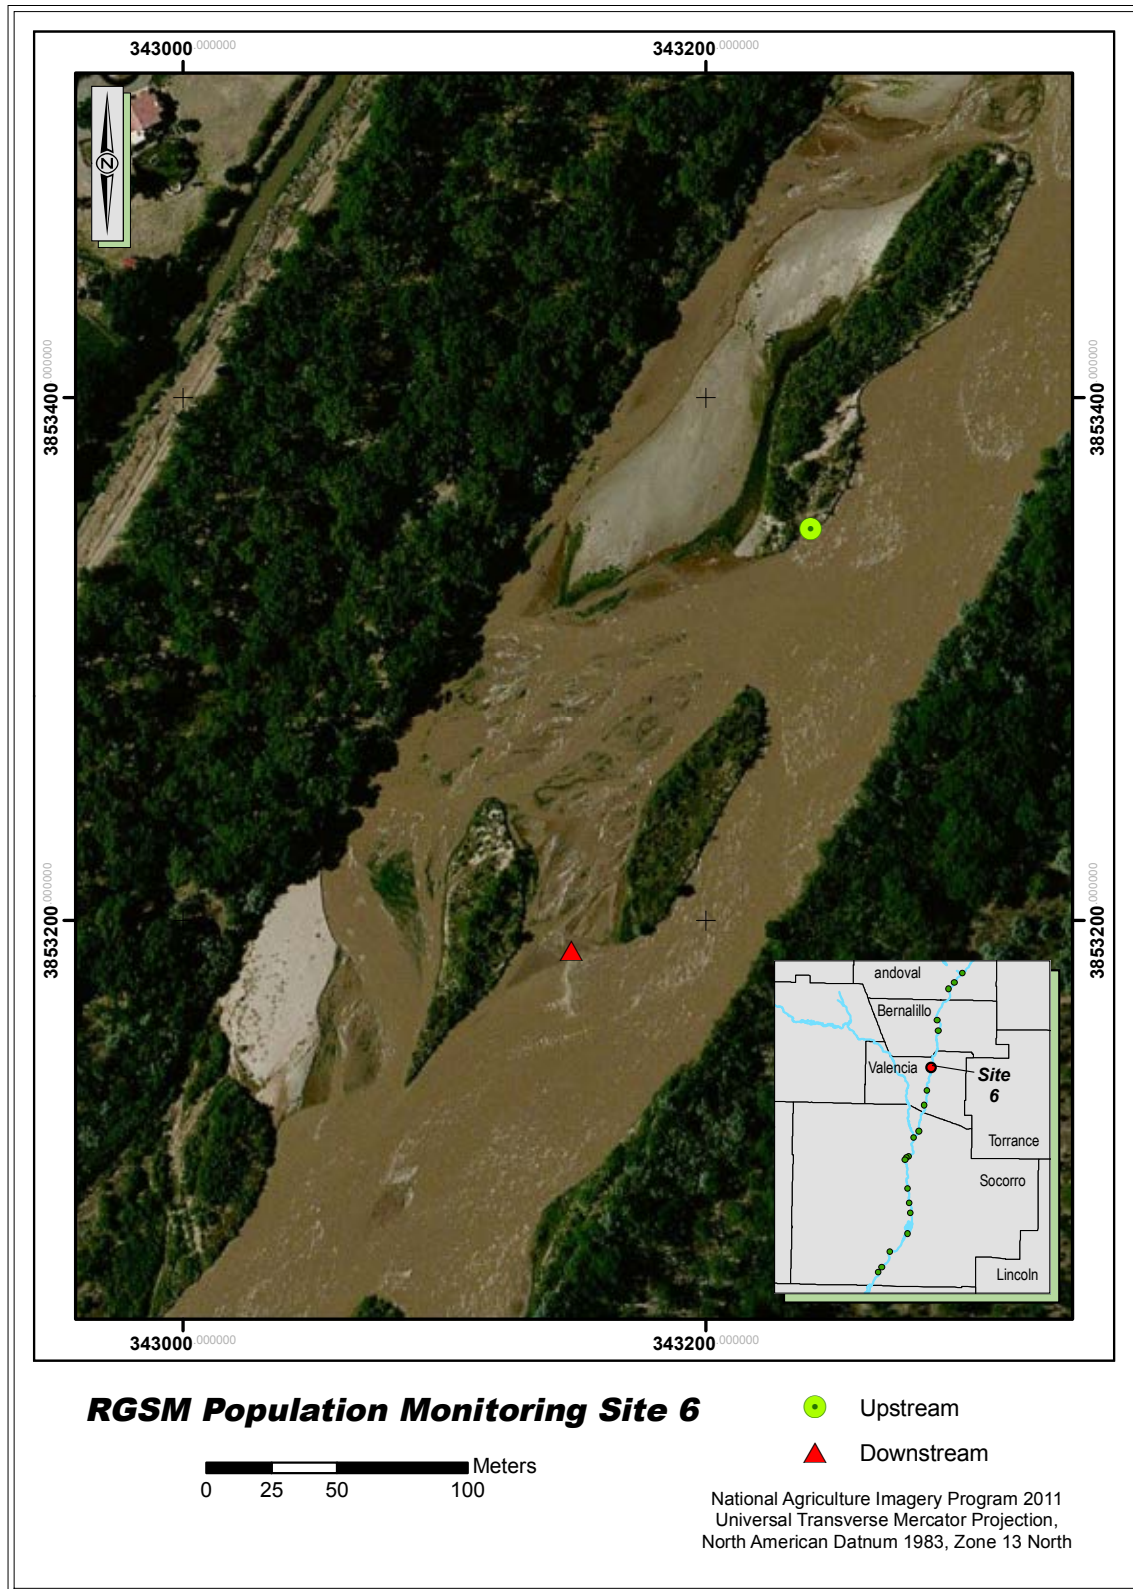 343000.000000 343200.000000
N
3853400.000000 3853400.000000
3853200.000000 3853200.000000
andoval
Bernalillo
Valencia
Site
6
Torrance
Socorro
Lincoln
343000.000000 343200.000000
RGSM Population Monitoring Site 6
Upstream
Downstream
Meters
0 25 50 100
National Agriculture Imagery Program 2011
Universal Transverse Mercator Projection,
North American Datnum 1983, Zone 13 North